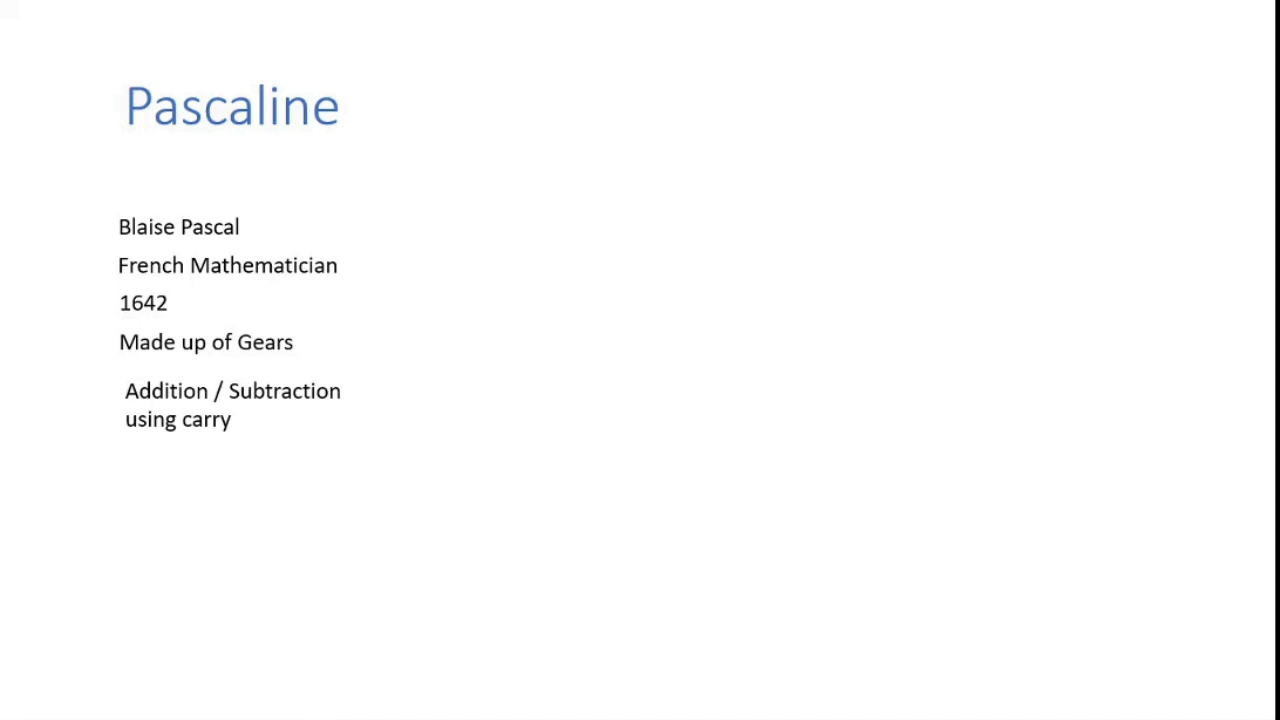 Pascaline
Blaise Pascal
French Mathematician
1642
Made up of Gears
Addition / Subtraction
using carry